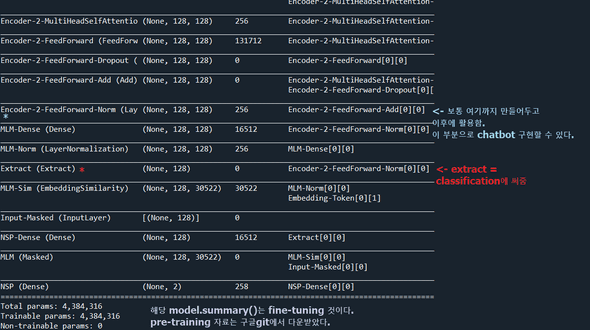 Encoder-2-MultiHeadSelfAttention-
Encoder-2-MultiHeadSelfAttentio (None, 128, 128) 256 Encoder-2-MultiHeadSelfAttention-
Encoder-2-FeedForward (FeedForw (None, 128, 128) 131712 Encoder-2-MultiHeadSelfAttention-
Encoder-2-FeedForward-Dropout ( (None, 128, 128) 0 Encoder-2-FeedForward[0][0]
Encoder-2-FeedForward-Add (Add) (None, 128, 128) 0 Encoder-2-MultiHeadSelfAttention-
Encoder-2-FeedForward-Dropout[0][
Encoder-2-FeedForward-Norm (Lay (None, 128, 128) 256 Encoder-2-FeedForward-Add[0][0] <- 보통 여기까지 만들어두고
* 이후에 활용함.
MLM-Dense (Dense) (None, 128, 128) 16512 Encoder-2-FeedForward-Norm[0][0] 이 부분으로 chatbot 구현할 수 있다.
MLM-Norm (LayerNormalization) (None, 128, 128) 256 MLM-Dense[0][0]
Extract (Extract) * (None, 128) 0 Encoder-2-FeedForward-Norm[0][0] <- extract =
classification에 써줌
MLM-Sim (EmbeddingSimilarity) (None, 128, 30522) 30522 MLM-Norm[0][0]
Embedding-Token[0][1]
Input-Masked (InputLayer) [(None, 128)] 0
NSP-Dense (Dense) (None, 128) 16512 Extract[0][0]
MLM (Masked) (None, 128, 30522) 0 MLM-Sim[0][0]
Input-Masked[0][0]
NSP (Dense) (None, 2) 258 NSP-Dense[0][0]
Total params: 4,384,316
Trainable params: 4,384,316
Non-trainable params: 0
해당 model.summary()는 fine-tuning 것이다.
pre-training 자료는 구글git에서 다운받았다.